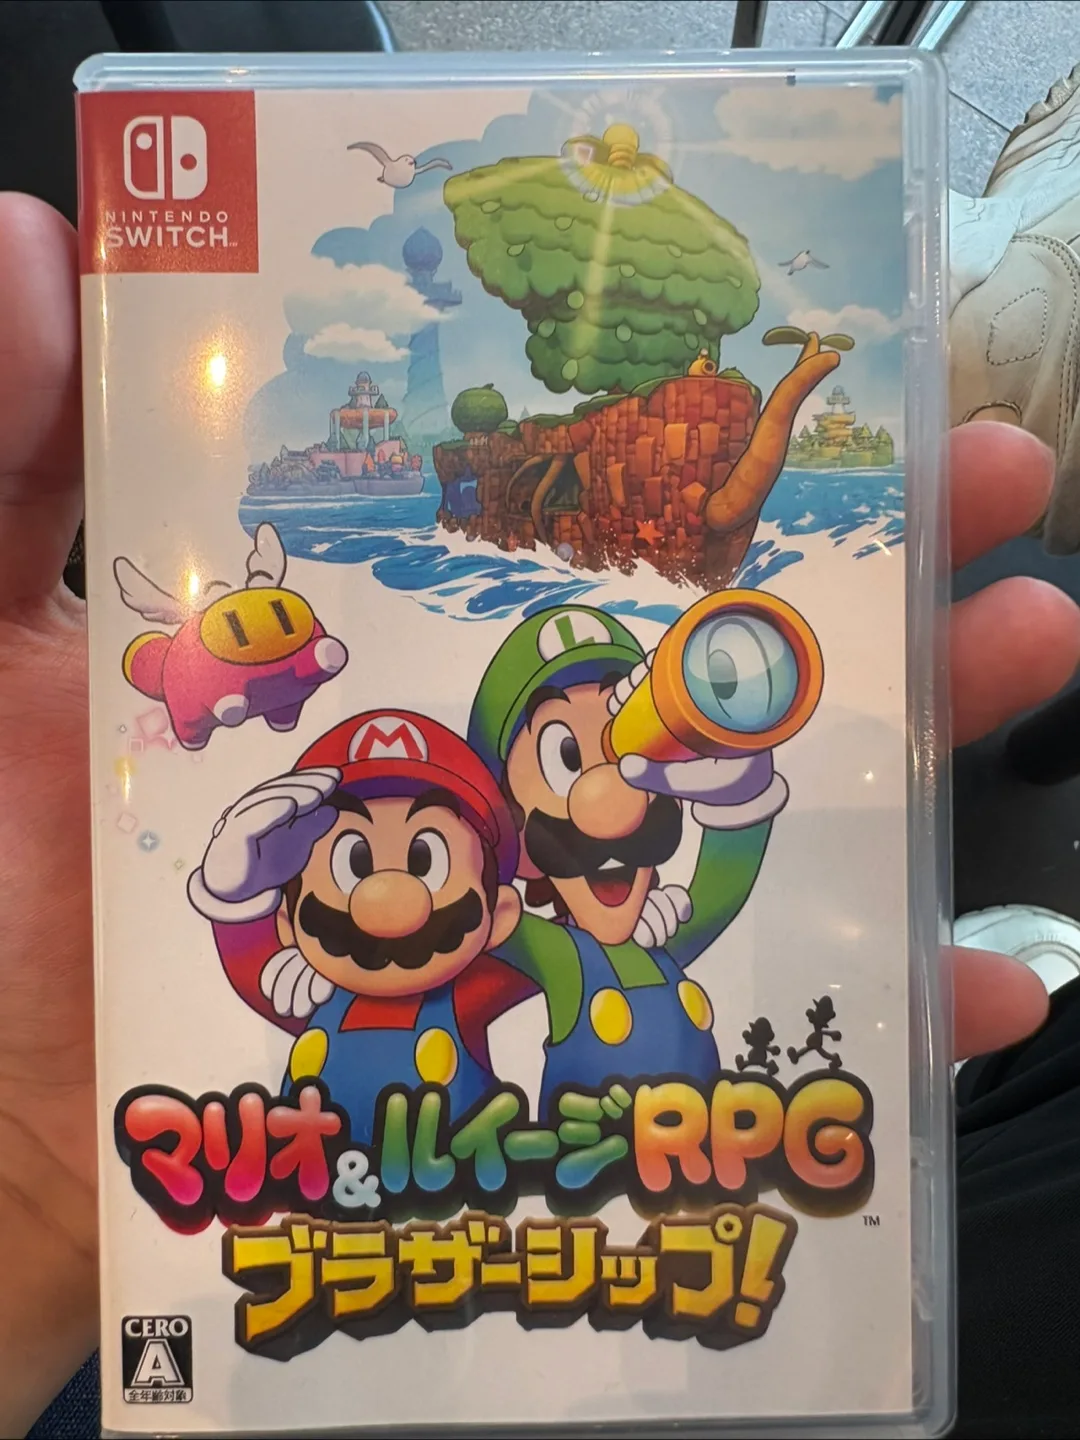 NINTENDO
SWITCH™
L
M
マリオ&ルイージRPG
™
ブラザーシップ!
CERO
A
全年齢対象